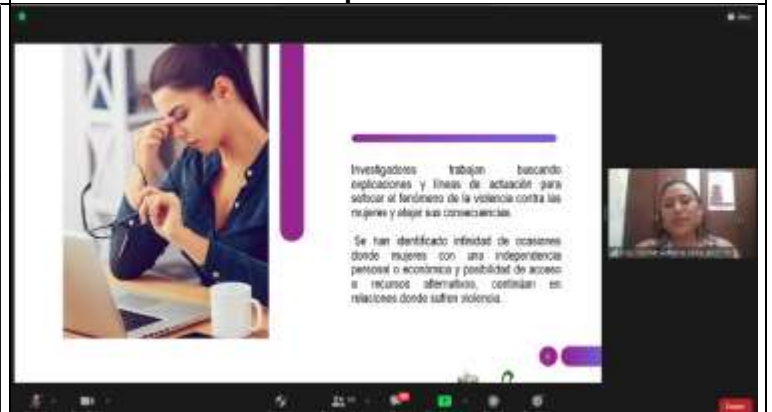 Investigadores trabajan buscando
explicaciones y líneas de actuación para
sofocar el fenómeno de la violencia contra las
mujeres y atajar sus consecuencias.
Se han identificado infinidad de ocasiones
donde mujeres con una independencia
personal o económica y posibilidad de acceso
a recursos alternativos, continúan en
relaciones donde sufren violencia.